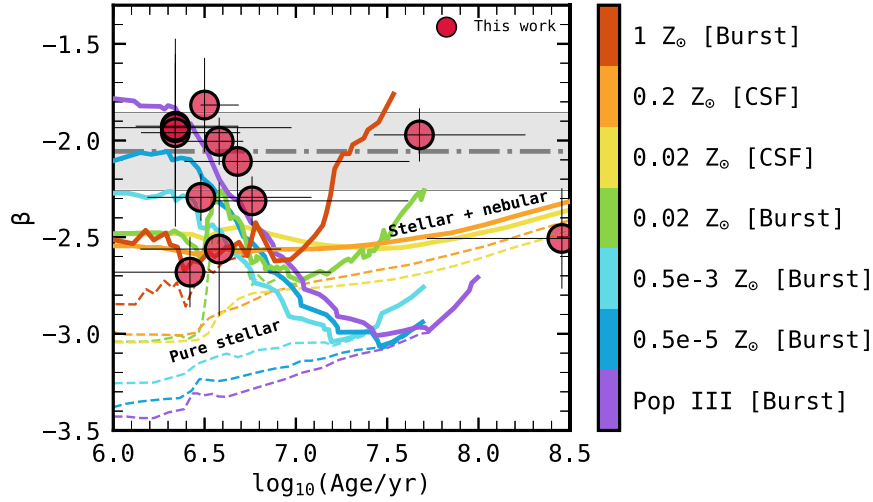 This work
−1.5
−2.0
−2.5
−3.0
−3.5
β
Stellar + nebular
Pure stellar
6.0 6.5 7.0 7.5 8.0 8.5
log₁₀(Age/yr)
1 Z☉ [Burst]
0.2 Z☉ [CSF]
0.02 Z☉ [CSF]
0.02 Z☉ [Burst]
0.5e-3 Z☉ [Burst]
0.5e-5 Z☉ [Burst]
Pop III [Burst]